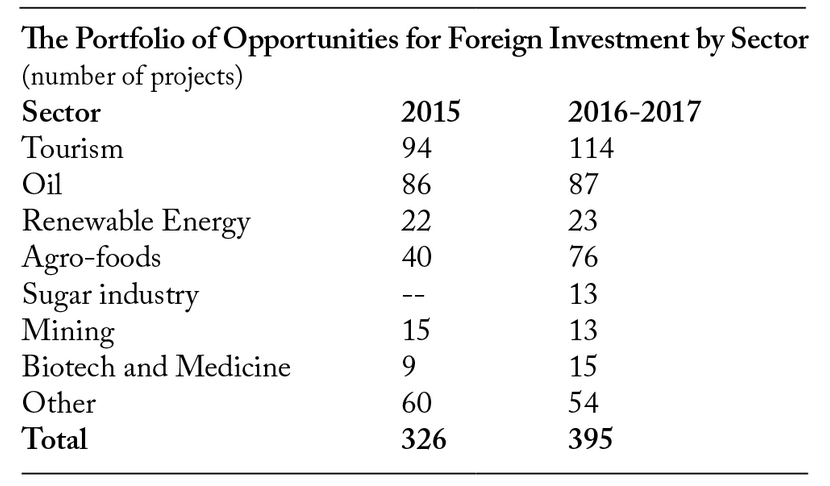 The Portfolio of Opportunities for Foreign Investment by Sector
(number of projects)
Sector 2015 2016-2017
Tourism 94 114
Oil 86 87
Renewable Energy 22 23
Agro-foods 40 76
Sugar industry -- 13
Mining 15 13
Biotech and Medicine 9 15
Other 60 54
Total 326 395